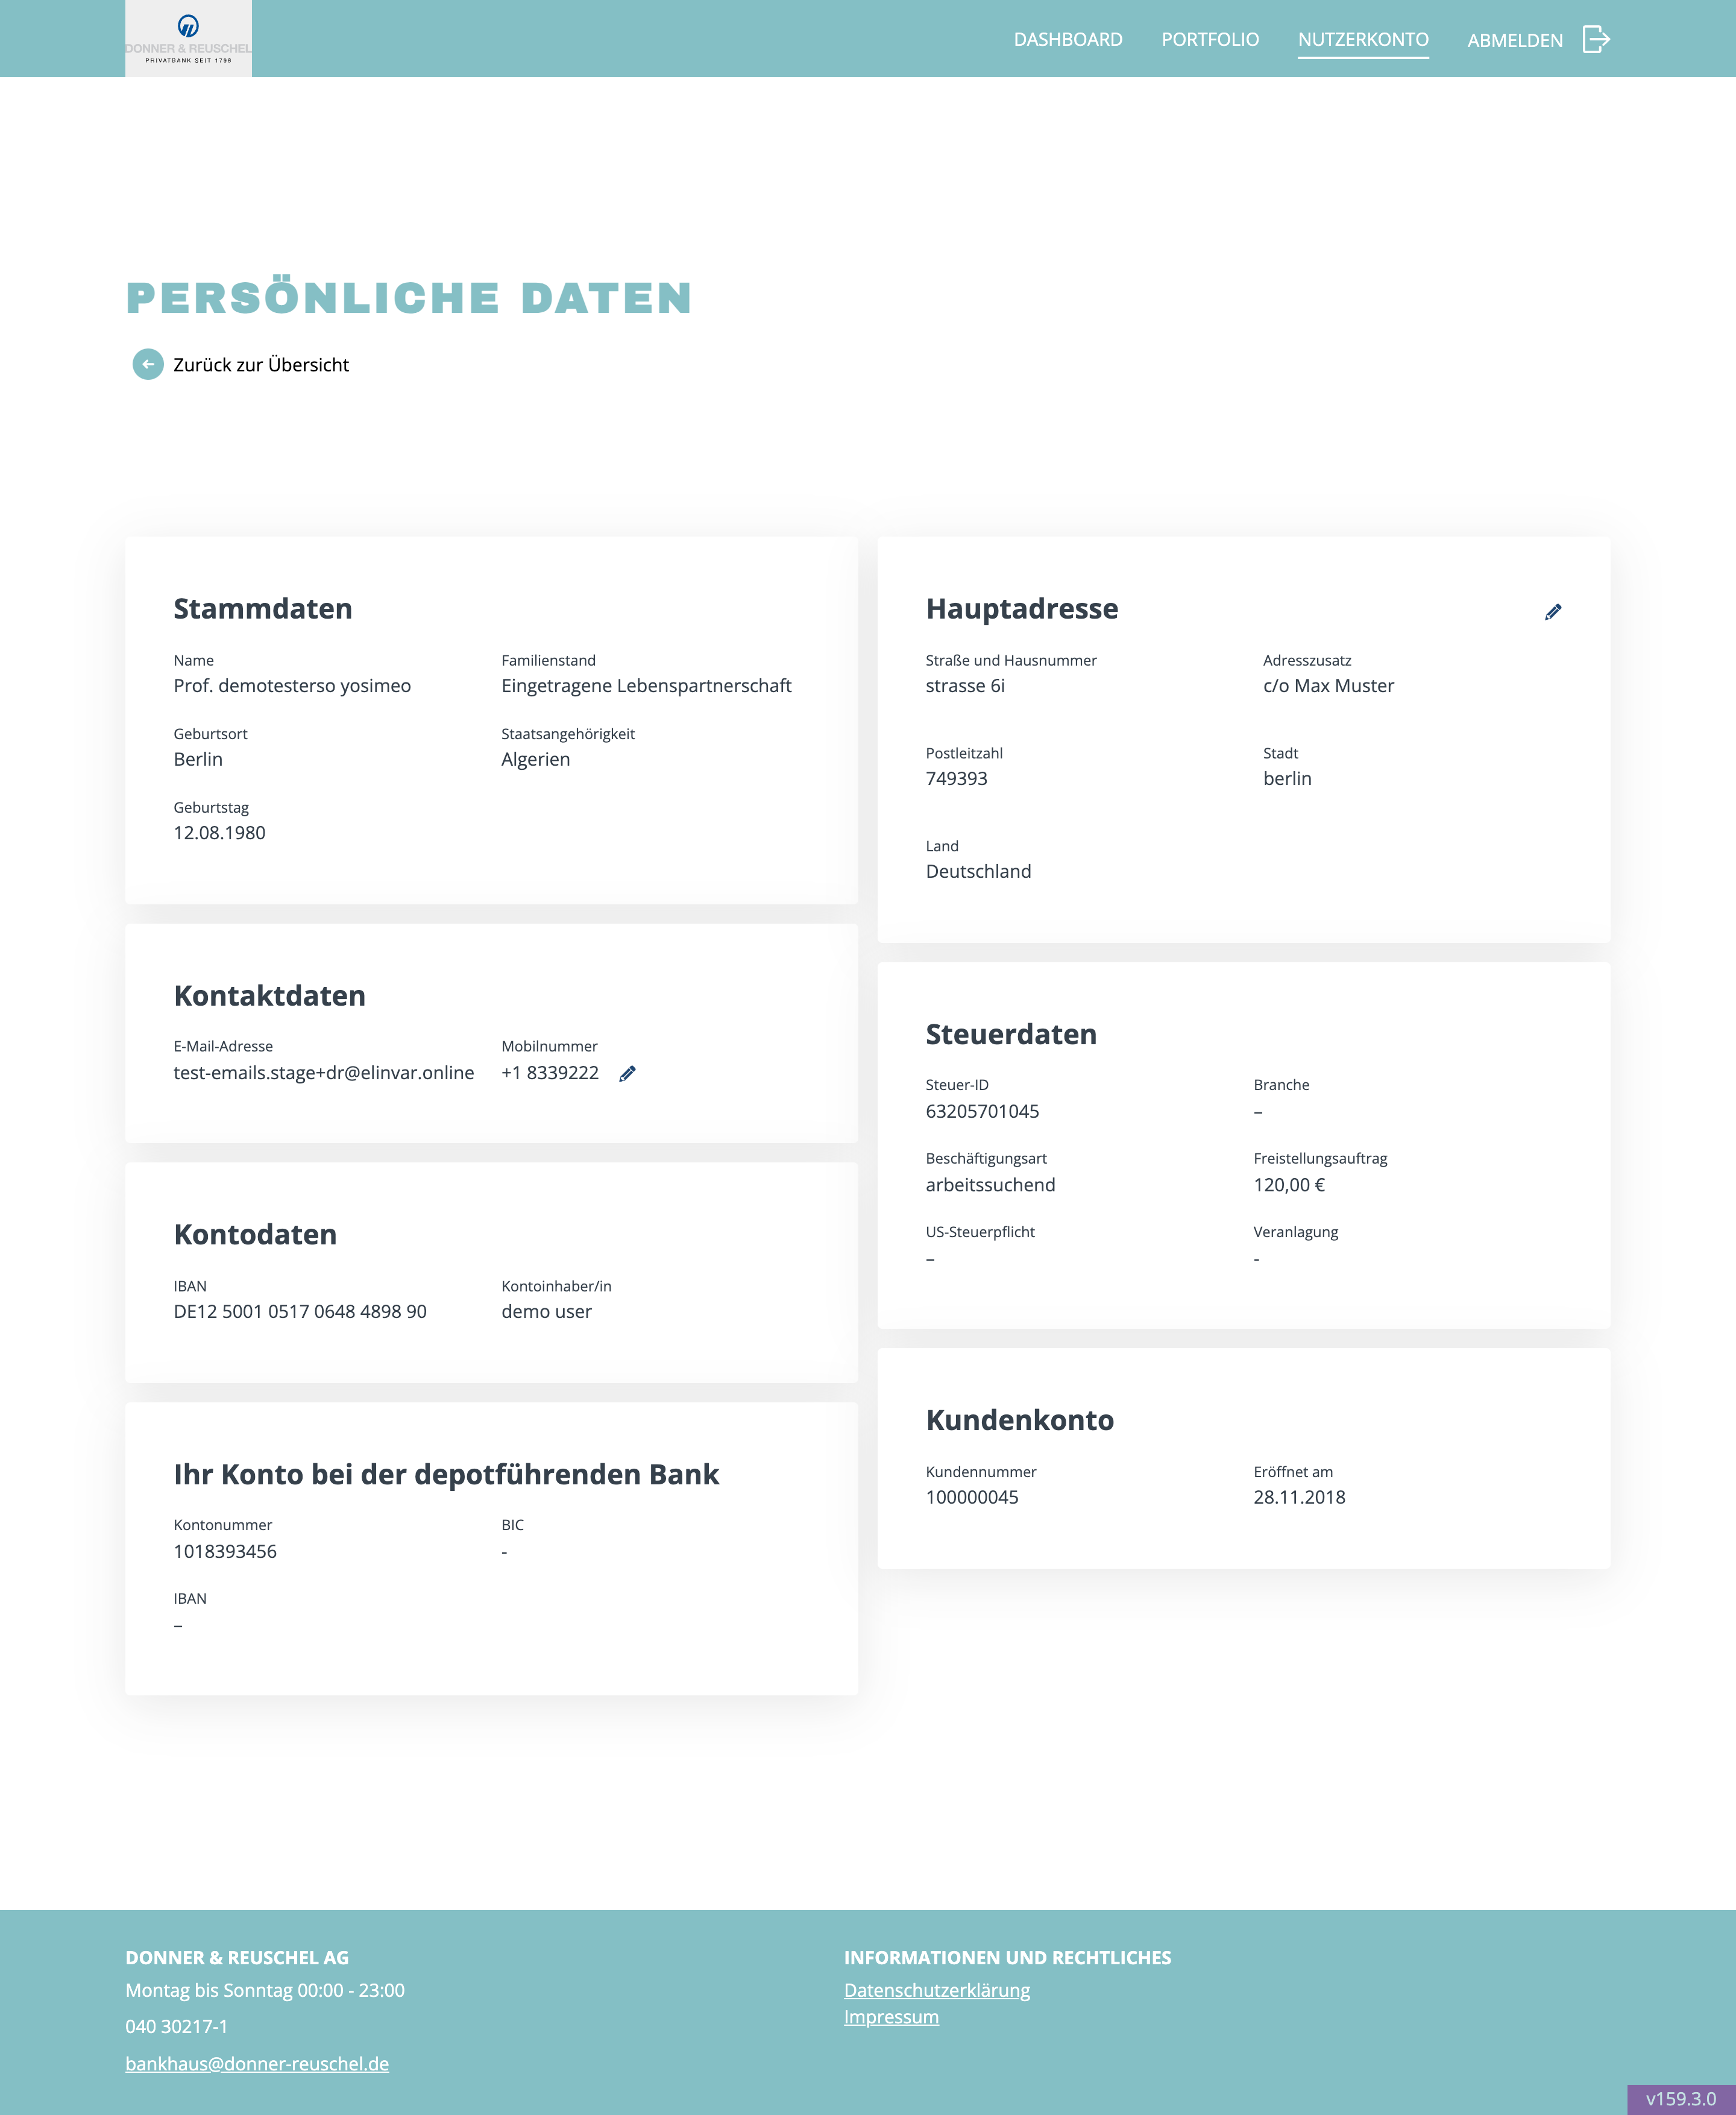 DONNER & REUSCHEL
PRIVATBANK SEIT 1798
DASHBOARD
PORTFOLIO
NUTZERKONTO
ABMELDEN
PERSÖNLICHE DATEN
Zurück zur Übersicht
Stammdaten
Name
Prof. demotesterso yosimeo
Familienstand
Eingetragene Lebenspartnerschaft
Geburtsort
Berlin
Staatsangehörigkeit
Algerien
Geburtstag
12.08.1980
Kontaktdaten
E-Mail-Adresse
test-emails.stage+dr@elinvar.online
Mobilnummer
+1 8339222
Kontodaten
IBAN
DE12 5001 0517 0648 4898 90
Kontoinhaber/in
demo user
Ihr Konto bei der depotführenden Bank
Kontonummer
1018393456
BIC
-
IBAN
–
Hauptadresse
Straße und Hausnummer
strasse 6i
Adresszusatz
c/o Max Muster
Postleitzahl
749393
Stadt
berlin
Land
Deutschland
Steuerdaten
Steuer-ID
63205701045
Branche
–
Beschäftigungsart
arbeitssuchend
Freistellungsauftrag
120,00 €
US-Steuerpflicht
–
Veranlagung
-
Kundenkonto
Kundennummer
100000045
Eröffnet am
28.11.2018
DONNER & REUSCHEL AG
Montag bis Sonntag 00:00 - 23:00
040 30217-1
bankhaus@donner-reuschel.de
INFORMATIONEN UND RECHTLICHES
Datenschutzerklärung
Impressum
v159.3.0